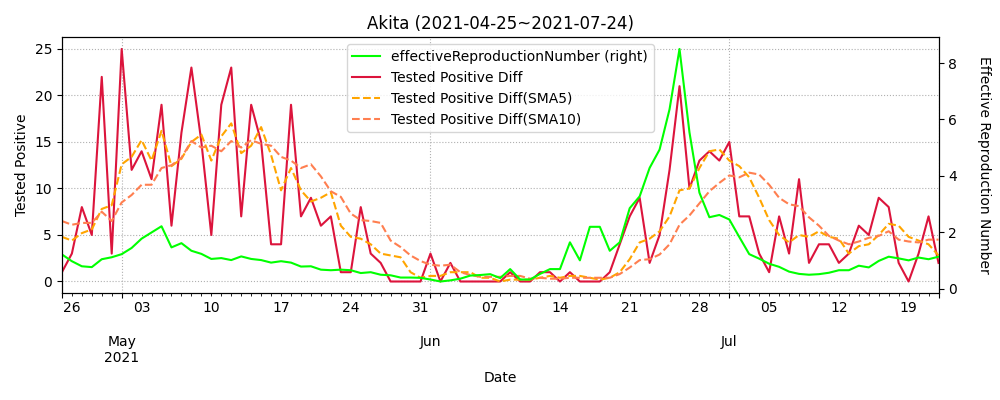 Akita (2021-04-25~2021-07-24)
effectiveReproductionNumber (right)
Tested Positive Diff
Tested Positive Diff(SMA5)
Tested Positive Diff(SMA10)
Tested Positive
25
20
15
10
5
0
Effective Reproduction Number
8
6
4
2
0
26 03 10 17 24 31 07 14 21 28 05 12 19
May Jun Jul
2021
Date